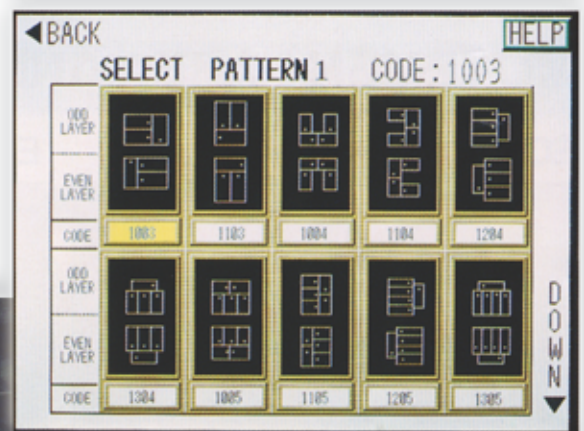 ◀BACK HELP
SELECT PATTERN 1 CODE:1003
ODD LAYER
EVEN LAYER
CODE 1003 1103 1004 1104 1204
ODD LAYER
EVEN LAYER
CODE 1304 1005 1105 1205 1305
DOWN▼